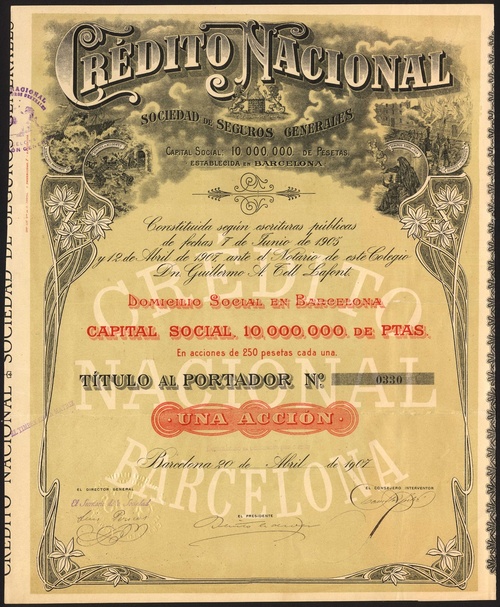 CRÉDITO NACIONAL
SOCIEDAD DE SEGUROS GENERALES
CAPITAL SOCIAL: 10 000 000 DE PESETAS.
ESTABLECIDA EN BARCELONA
Constituida según escrituras públicas
de fechas 7 de Junio de 1905
y 12 de Abril de 1907 ante el Notario de este Colegio
Dn. Guillermo A. Tell Lafont.
DOMICILIO SOCIAL EN BARCELONA
CAPITAL SOCIAL, 10.000,000, DE PTAS.
En acciones de 250 pesetas cada una.
TÍTULO AL PORTADOR Nº 0330
UNA ACCIÓN
Barcelona 20 de Abril de 1907
EL DIRECTOR GENERAL
EL PRESIDENTE
EL CONSEJERO INTERVENTOR
CRÉDITO NACIONAL BARCELONA
CRÉDITO NACIONAL SOCIEDAD DE SEGUROS